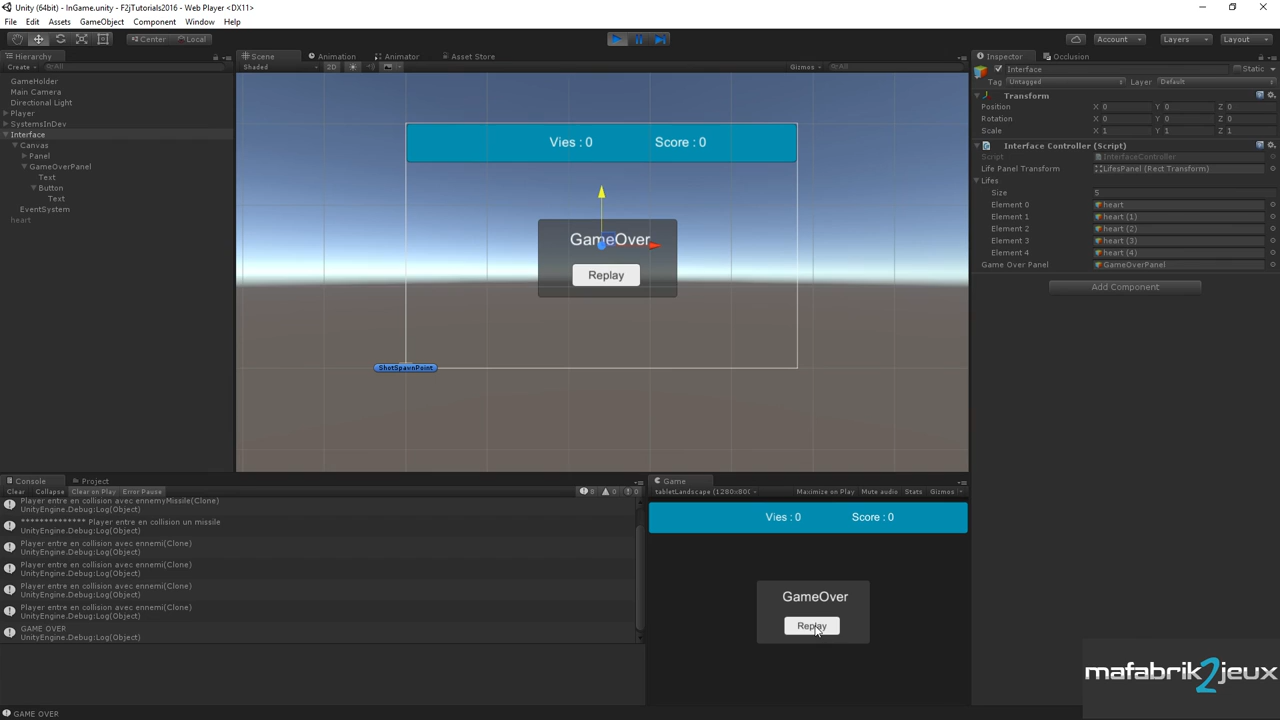 Unity (64bit) - InGame.unity - F2jTutorials2016 - Web Player <DX11>
File Edit Assets GameObject Component Window Help
Center Local Account Layers Layout
Hierarchy
Create All
GameHolder
Main Camera
Directional Light
Player
SystemsInDev
Interface
Canvas
Panel
GameOverPanel
Text
Button
Text
EventSystem
heart
Scene Animation Animator Asset Store
Shaded 2D Gizmos All
Vies : 0 Score : 0
GameOver
Replay
ShotSpawnPoint
Inspector Occlusion
Interface Static
Tag Untagged Layer Default
Transform
Position X 0 Y 0 Z 0
Rotation X 0 Y 0 Z 0
Scale X 1 Y 1 Z 1
Interface Controller (Script)
Script InterfaceController
Life Panel Transform LifesPanel (Rect Transform)
Lifes
Size 5
Element 0 heart
Element 1 heart (1)
Element 2 heart (2)
Element 3 heart (3)
Element 4 heart (4)
Game Over Panel GameOverPanel
Add Component
Console Project
Clear Collapse Clear on Play Error Pause 8 0 0
Player entre en collision avec ennemyMissile(Clone)
UnityEngine.Debug:Log(Object)
************** Player entre en collision un missile
UnityEngine.Debug:Log(Object)
Player entre en collision avec ennemi(Clone)
UnityEngine.Debug:Log(Object)
Player entre en collision avec ennemi(Clone)
UnityEngine.Debug:Log(Object)
Player entre en collision avec ennemi(Clone)
UnityEngine.Debug:Log(Object)
Player entre en collision avec ennemi(Clone)
UnityEngine.Debug:Log(Object)
GAME OVER
UnityEngine.Debug:Log(Object)
GAME OVER
Game
tabletLandscape (1280x800) Maximize on Play Mute audio Stats Gizmos
Vies : 0 Score : 0
GameOver
Replay
mafabrik2jeux